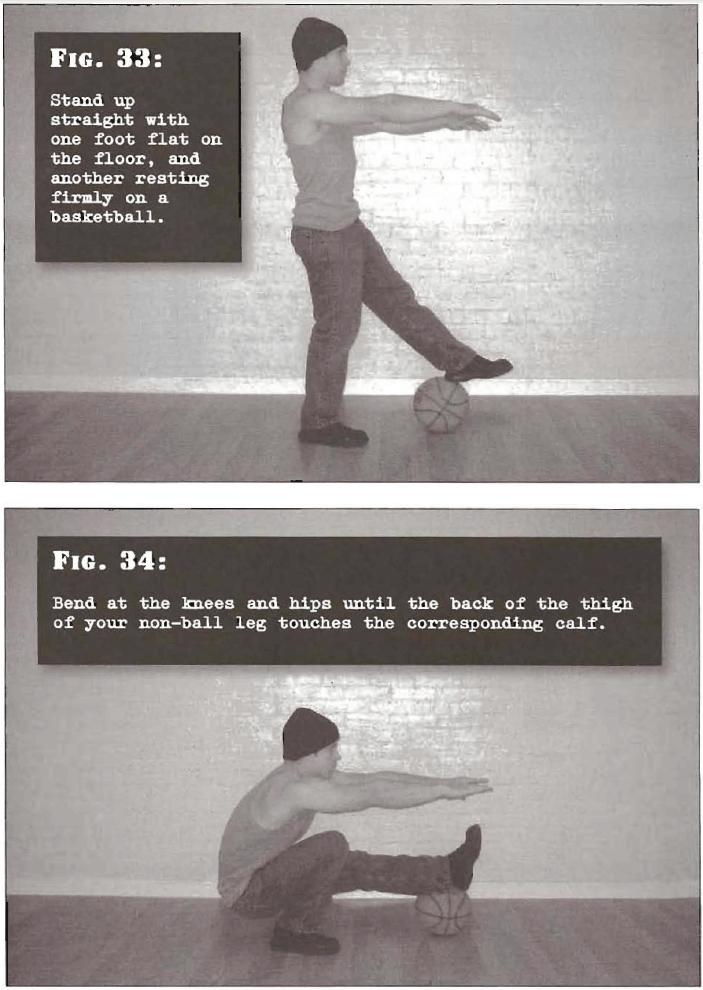 Fig. 33:
Stand up
straight with
one foot flat on
the floor, and
another resting
firmly on a
basketball.
Fig. 34:
Bend at the knees and hips until the back of the thigh
of your non-ball leg touches the corresponding calf.